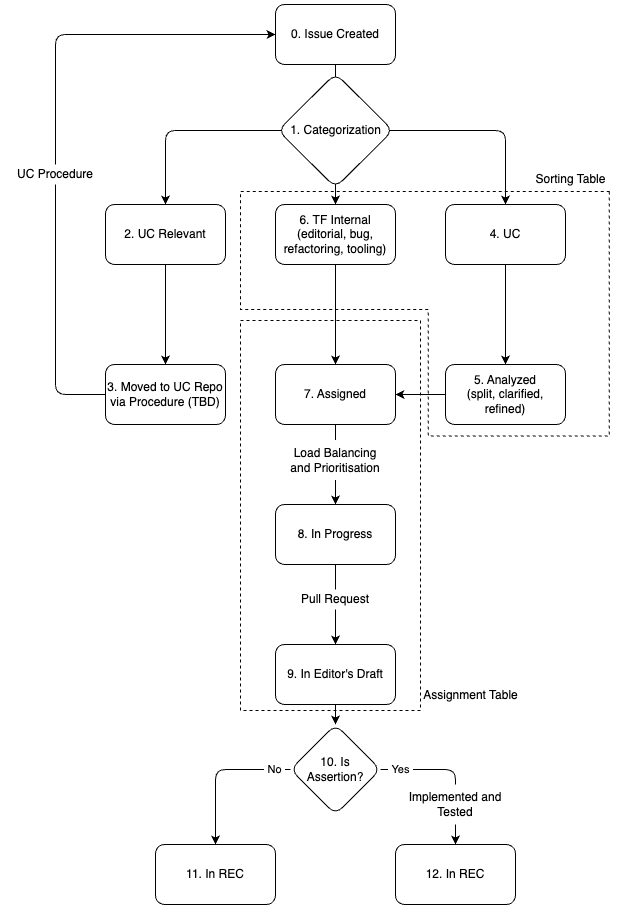 0. Issue Created
1. Categorization
UC Procedure
Sorting Table
2. UC Relevant
6. TF Internal
(editorial, bug,
refactoring, tooling)
4. UC
3. Moved to UC Repo
via Procedure (TBD)
7. Assigned
5. Analyzed
(split, clarified,
refined)
Load Balancing
and Prioritisation
8. In Progress
Pull Request
9. In Editor's Draft
Assignment Table
10. Is
Assertion?
No
Yes
Implemented and
Tested
11. In REC
12. In REC